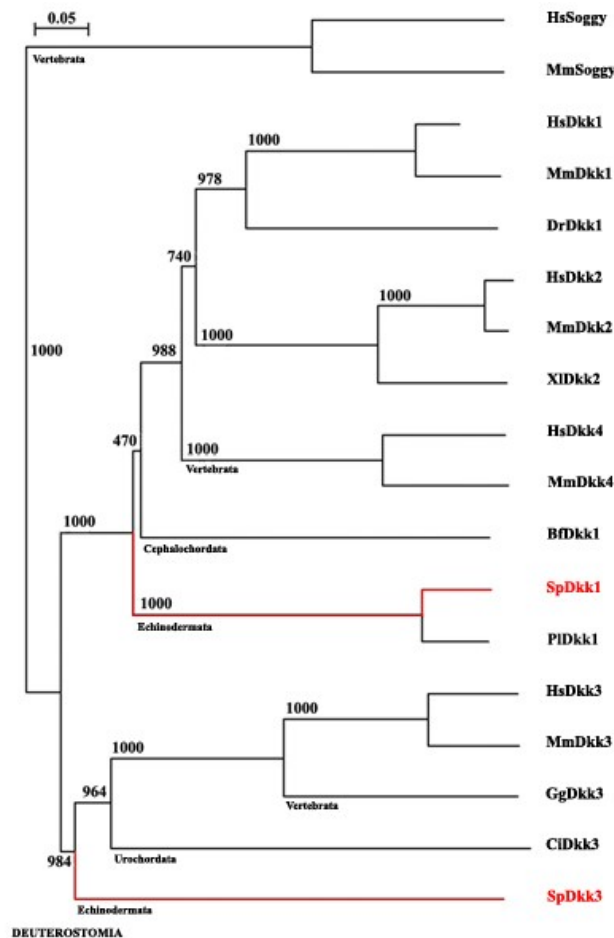 0.05
HsSoggy
Vertebrata
MmSoggy
HsDkk1
1000
MmDkk1
978
DrDkk1
740
HsDkk2
1000
MmDkk2
1000
1000
988
XlDkk2
HsDkk4
470
1000
Vertebrata
MmDkk4
1000
BfDkk1
Cephalochordata
SpDkk1
1000
Echinodermata
PlDkk1
HsDkk3
1000
MmDkk3
1000
GgDkk3
Vertebrata
964
CiDkk3
984
Urochordata
SpDkk3
Echinodermata
DEUTEROSTOMIA